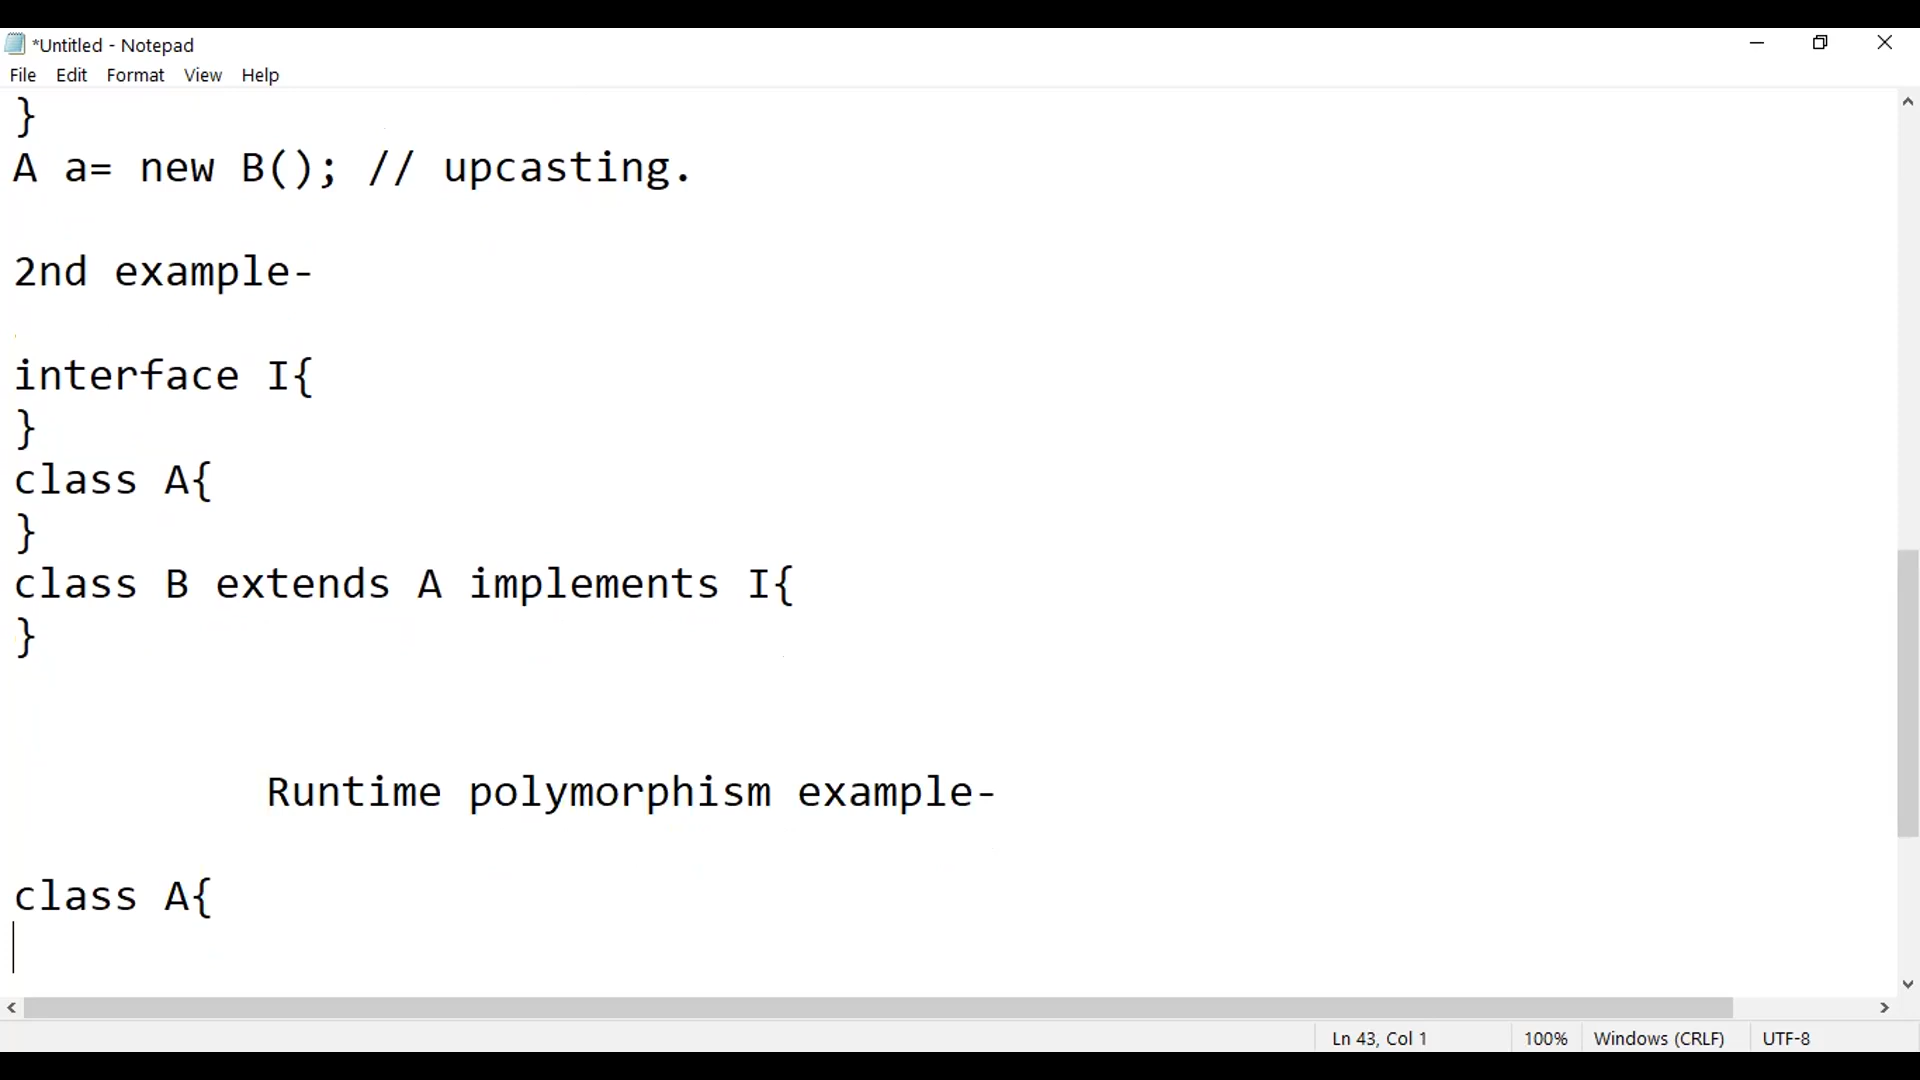 *Untitled - Notepad
File Edit Format View Help
}
A a= new B(); // upcasting.
2nd example-
interface I{
}
class A{
}
class B extends A implements I{
}
Runtime polymorphism example-
class A{
Ln 43, Col 1 100% Windows (CRLF) UTF-8